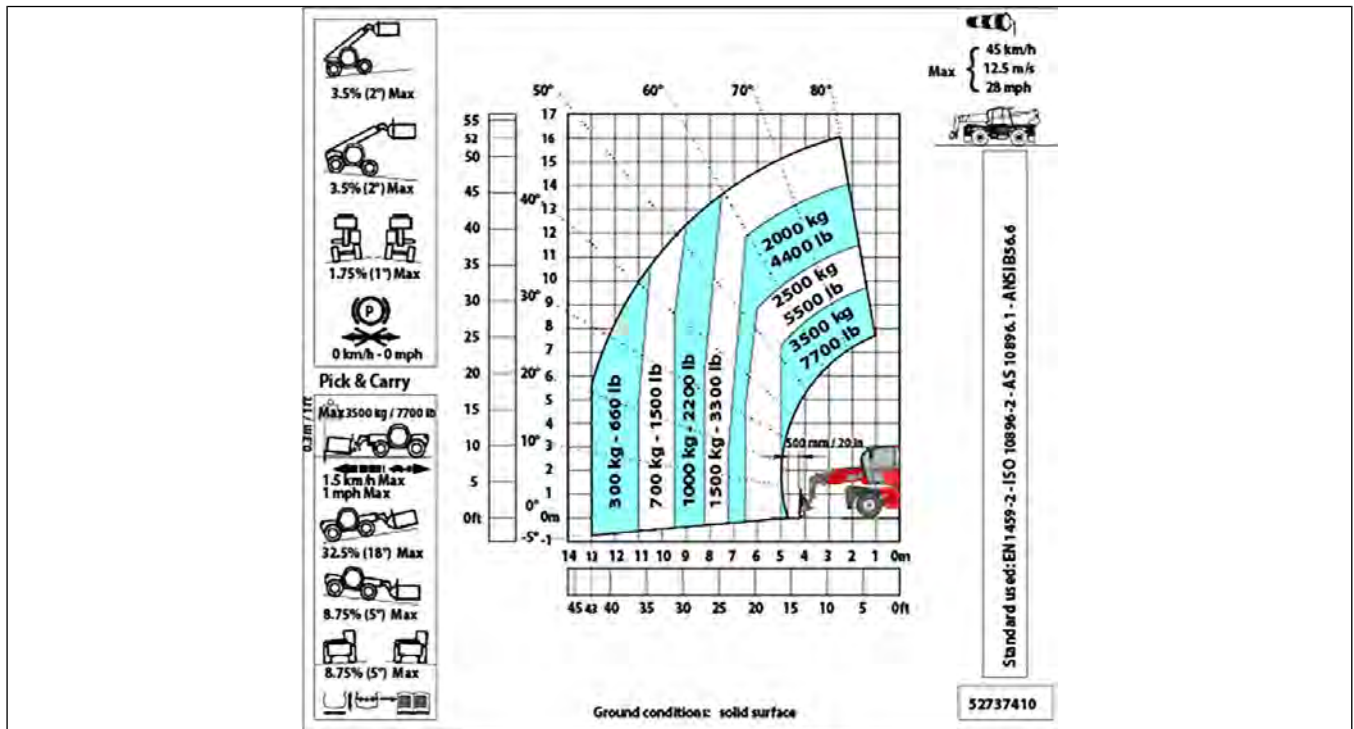 3.5% (2°) Max
3.5% (2°) Max
1.75% (1°) Max
P
0 km/h - 0 mph
Pick & Carry
0.3 m / 1 ft
Max 3500 kg / 7700 lb
1.5 km/h Max
1 mph Max
32.5% (18°) Max
8.75% (5°) Max
8.75% (5°) Max
50° 60° 70° 80°
40°
30°
20°
10°
0°
-5°
55
52
50
45
40
35
30
25
20
15
10
5
0ft
17
16
15
14
13
12
11
10
9
8
7
6
5
4
3
2
1
0m
-1
300 kg - 660 lb
700 kg - 1500 lb
1000 kg - 2200 lb
1500 kg - 3300 lb
2000 kg
4400 lb
2500 kg
5500 lb
3500 kg
7700 lb
500 mm / 20 in
14 13 12 11 10 9 8 7 6 5 4 3 2 1 0m
45 43 40 35 30 25 20 15 10 5 0ft
Ground conditions: solid surface
Max
45 km/h
12.5 m/s
28 mph
Standard used: EN 1459-2 - ISO 10896-2 - AS 10896.1 - ANSI B56.6
52737410